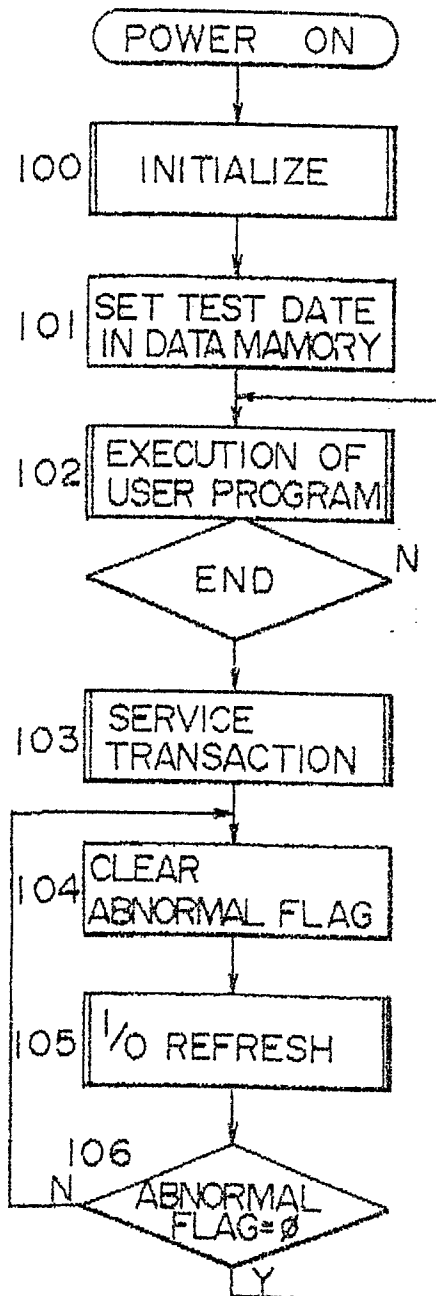 POWER ON
100
INITIALIZE
101
SET TEST DATE
IN DATA MAMORY
102
EXECUTION OF
USER PROGRAM
END
N
103
SERVICE
TRANSACTION
104
CLEAR
ABNORMAL FLAG
105
I/O REFRESH
106
N
ABNORMAL
FLAG=Ø
Y